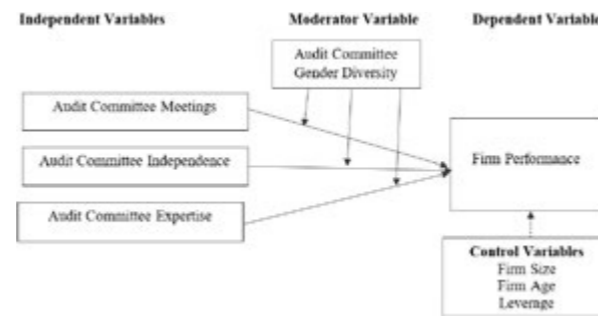 Independent Variables
Moderator Variable
Dependent Variable
Audit Committee
Gender Diversity
Audit Committee Meetings
Audit Committee Independence
Firm Performance
Audit Committee Expertise
Control Variables
Firm Size
Firm Age
Leverage